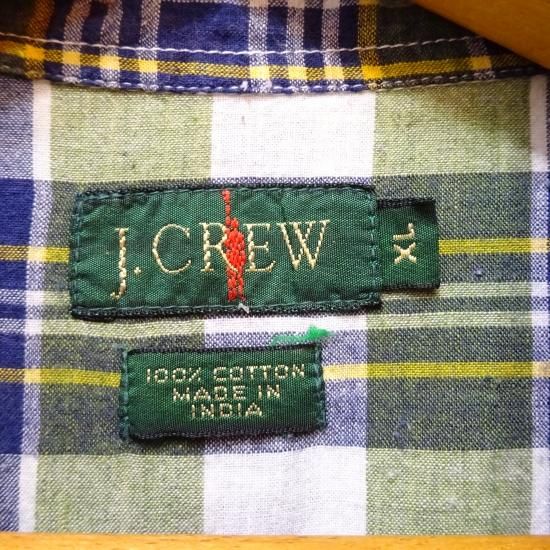 J.CREW
XL
100% COTTON
MADE IN
INDIA